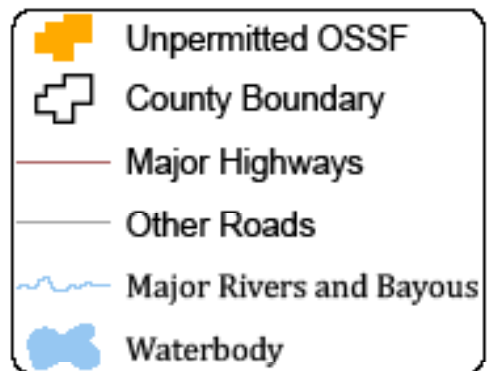 Unpermitted OSSF
County Boundary
Major Highways
Other Roads
Major Rivers and Bayous
Waterbody